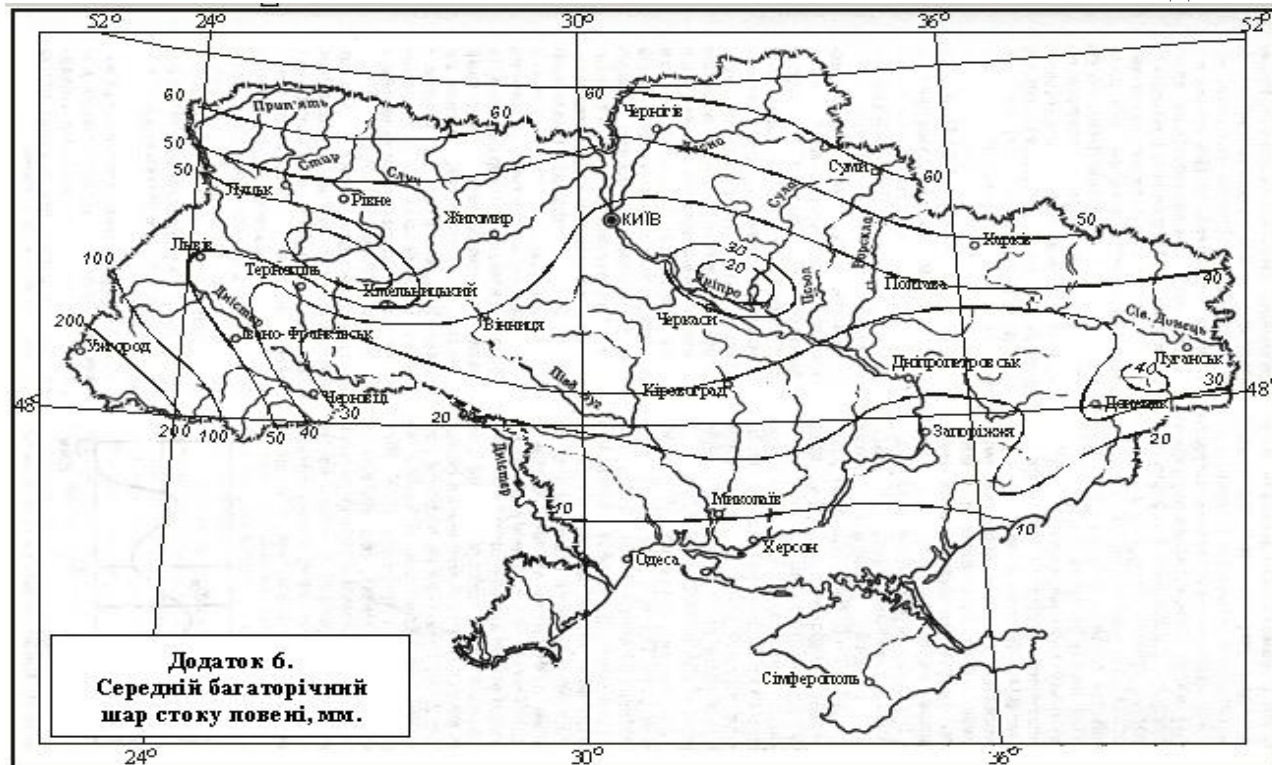 52°
24°
30°
36°
52°
60
60
60
Прип'ять
Чернігів
Десна
50
50
Стир
Случ
Суми
60
Луцьк
Рівне
Сула
Житомир
КИЇВ
Ворскла
50
Харків
Львів
100
30
20
Тернопіль
Дніпро
Псел
Полтава
40
Хмельницький
Дністер
Черкаси
Вінниця
Сів. Донець
200
Івано-Франківськ
Ужгород
Луганськ
Дніпропетровськ
Півд. Буг
Кіровоград
40
30
48°
Чернівці
Донецьк
48°
30
20
200
100
50
40
Запоріжжя
20
Дністер
Миколаїв
10
10
Херсон
Одеса
Сімферополь
Додаток 6.
Середній багаторічний
шар стоку повені, мм.
24°
30°
36°